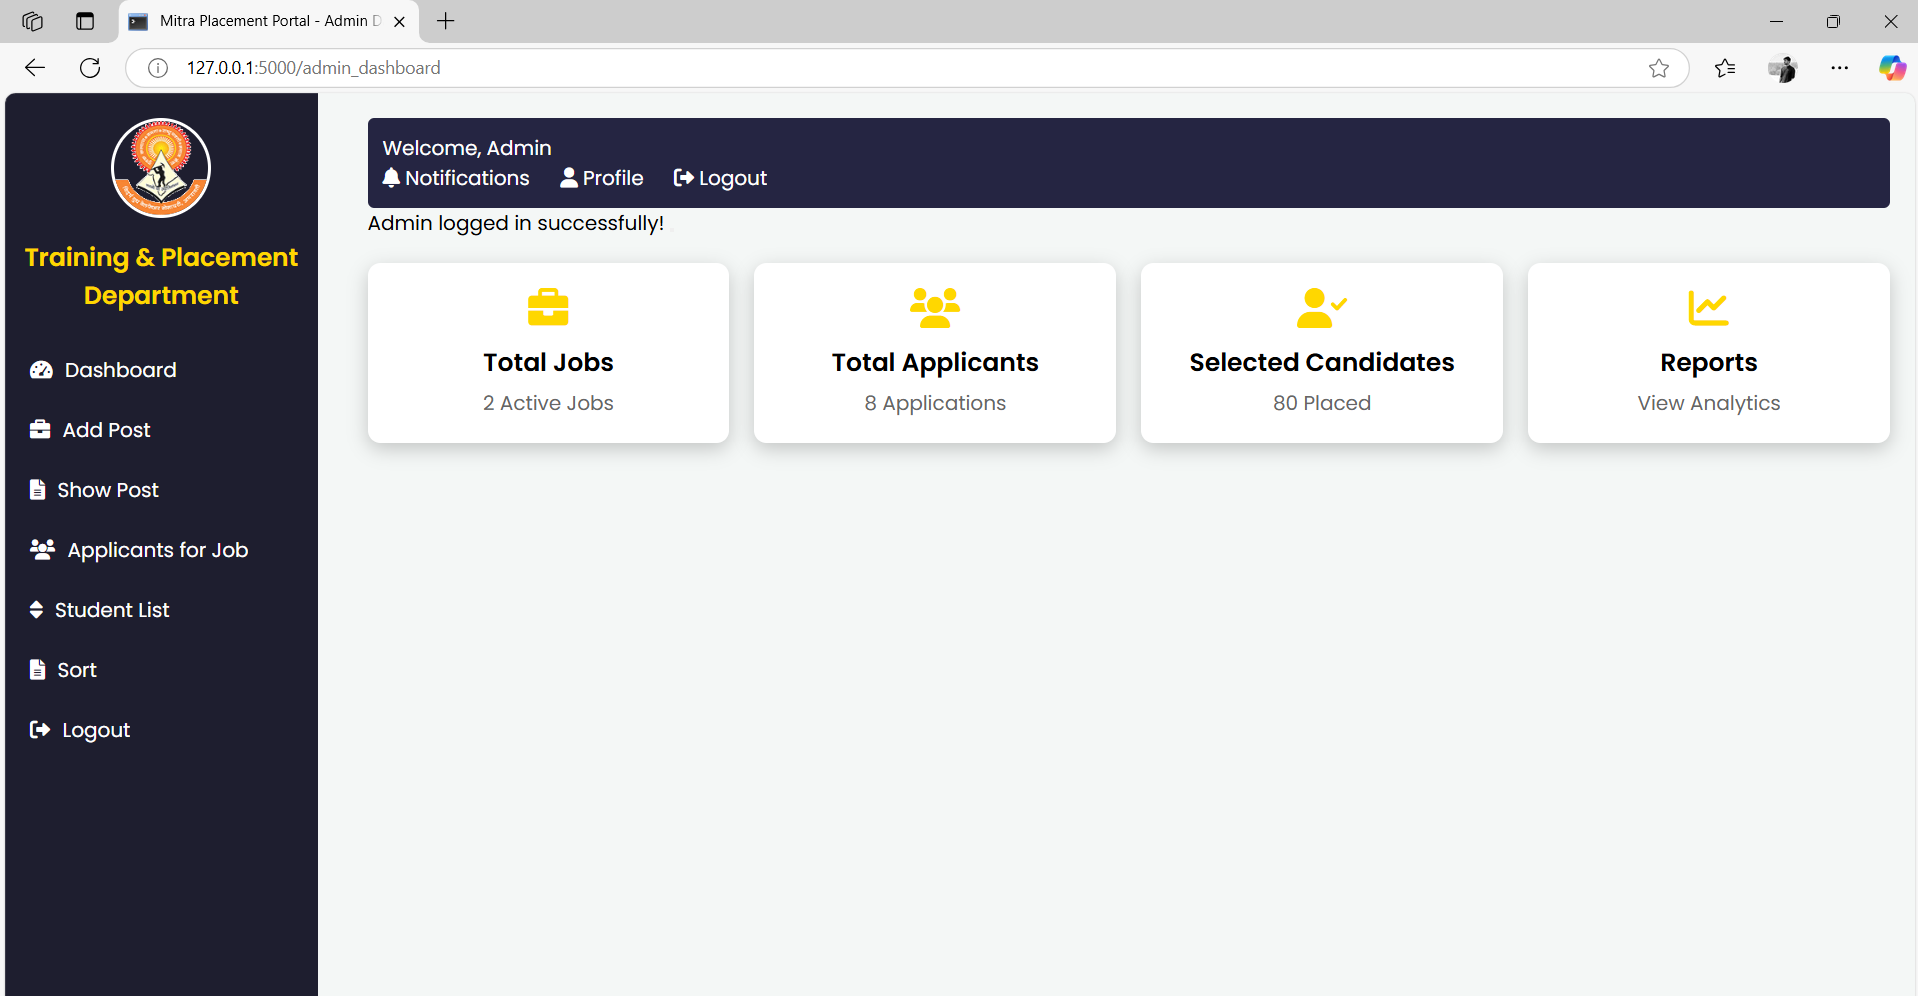 Mitra Placement Portal - Admin D
127.0.0.1:5000/admin_dashboard
Training & Placement
Department
Dashboard
Add Post
Show Post
Applicants for Job
Student List
Sort
Logout
Welcome, Admin
Notifications Profile Logout
Admin logged in successfully!
Total Jobs
2 Active Jobs
Total Applicants
8 Applications
Selected Candidates
80 Placed
Reports
View Analytics